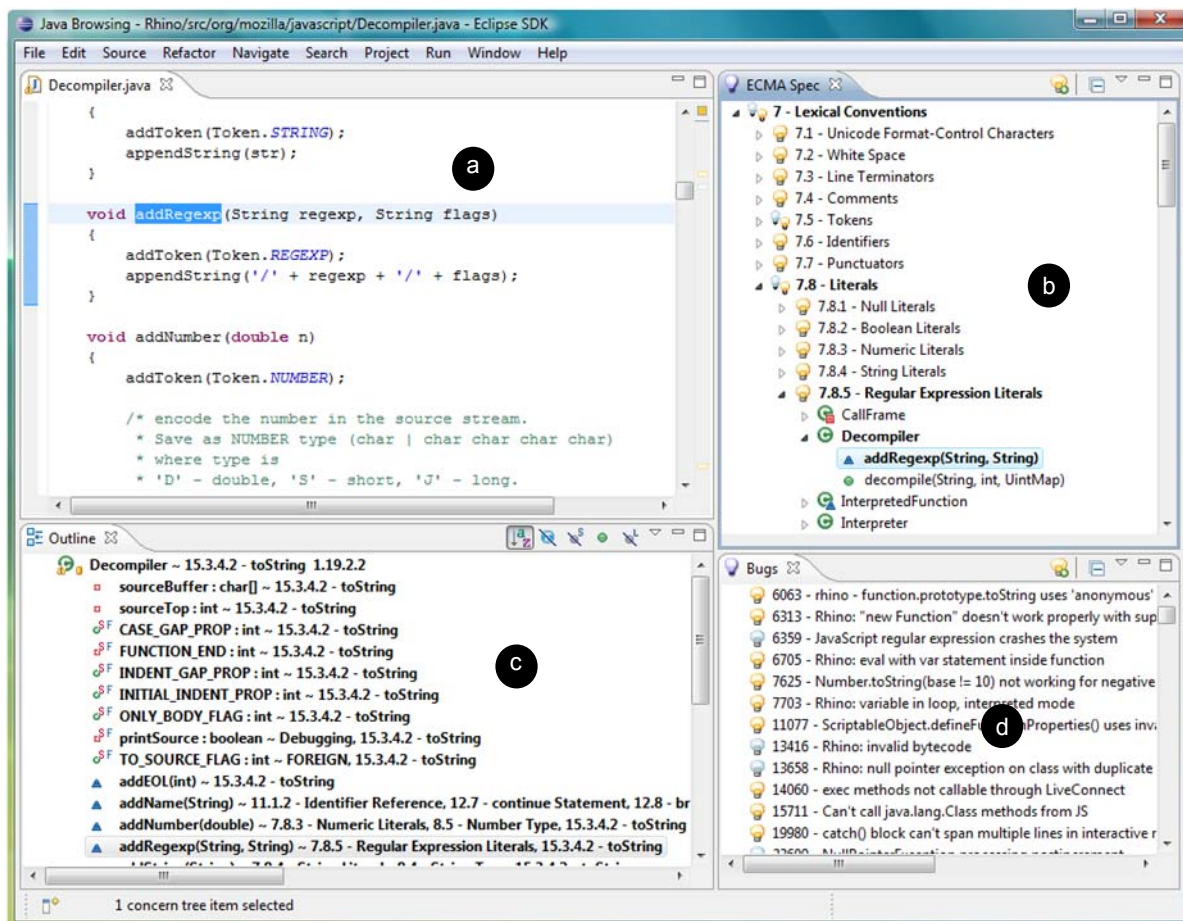 Java Browsing - Rhino/src/org/mozilla/javascript/Decompiler.java - Eclipse SDK
File Edit Source Refactor Navigate Search Project Run Window Help
Decompiler.java
{
addToken(Token.STRING);
appendString(str);
}
a
void addRegexp(String regexp, String flags)
{
addToken(Token.REGEXP);
appendString('/' + regexp + '/' + flags);
}
void addNumber(double n)
{
addToken(Token.NUMBER);
/* encode the number in the source stream.
* Save as NUMBER type (char | char char char char)
* where type is
* 'D' - double, 'S' - short, 'J' - long.
ECMA Spec
7 - Lexical Conventions
7.1 - Unicode Format-Control Characters
7.2 - White Space
7.3 - Line Terminators
7.4 - Comments
7.5 - Tokens
7.6 - Identifiers
7.7 - Punctuators
7.8 - Literals
b
7.8.1 - Null Literals
7.8.2 - Boolean Literals
7.8.3 - Numeric Literals
7.8.4 - String Literals
7.8.5 - Regular Expression Literals
CallFrame
Decompiler
addRegexp(String, String)
decompile(String, int, UintMap)
InterpretedFunction
Interpreter
Outline
Decompiler ~ 15.3.4.2 - toString 1.19.2.2
sourceBuffer : char[] ~ 15.3.4.2 - toString
sourceTop : int ~ 15.3.4.2 - toString
CASE_GAP_PROP : int ~ 15.3.4.2 - toString
FUNCTION_END : int ~ 15.3.4.2 - toString
INDENT_GAP_PROP : int ~ 15.3.4.2 - toString
INITIAL_INDENT_PROP : int ~ 15.3.4.2 - toString
ONLY_BODY_FLAG : int ~ 15.3.4.2 - toString
printSource : boolean ~ Debugging, 15.3.4.2 - toString
TO_SOURCE_FLAG : int ~ FOREIGN, 15.3.4.2 - toString
addEOL(int) ~ 15.3.4.2 - toString
addName(String) ~ 11.1.2 - Identifier Reference, 12.7 - continue Statement, 12.8 - br
addNumber(double) ~ 7.8.3 - Numeric Literals, 8.5 - Number Type, 15.3.4.2 - toString
addRegexp(String, String) ~ 7.8.5 - Regular Expression Literals, 15.3.4.2 - toString
c
Bugs
6063 - rhino - function.prototype.toString uses 'anonymous'
6313 - Rhino: "new Function" doesn't work properly with sup
6359 - JavaScript regular expression crashes the system
6705 - Rhino: eval with var statement inside function
7625 - Number.toString(base != 10) not working for negative
7703 - Rhino: variable in loop, interpreted mode
11077 - ScriptableObject. uses inva
d
13416 - Rhino: invalid bytecode
13658 - Rhino: null pointer exception on class with duplicate
14060 - exec methods not callable through LiveConnect
15711 - Can't call java.lang.Class methods from JS
19980 - catch() block can't span multiple lines in interactive r
1 concern tree item selected